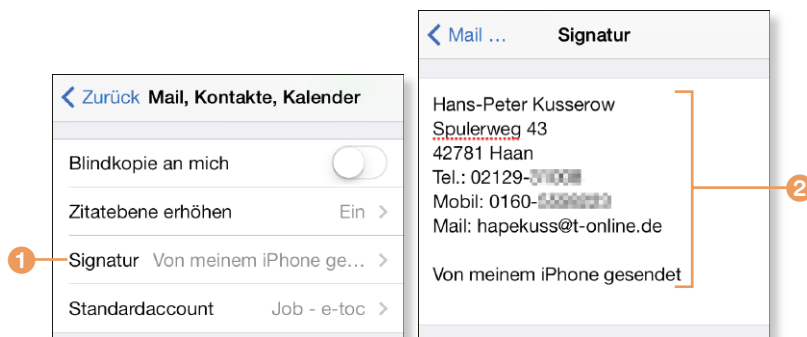 Zurück Mail, Kontakte, Kalender
Blindkopie an mich
Zitatebene erhöhen Ein
1 Signatur Von meinem iPhone ge...
Standardaccount Job - e-toc
Mail ... Signatur
Hans-Peter Kusserow
Spulerweg 43
42781 Haan
Tel.: 02129-
Mobil: 0160-
Mail: hapekuss@t-online.de
Von meinem iPhone gesendet
2